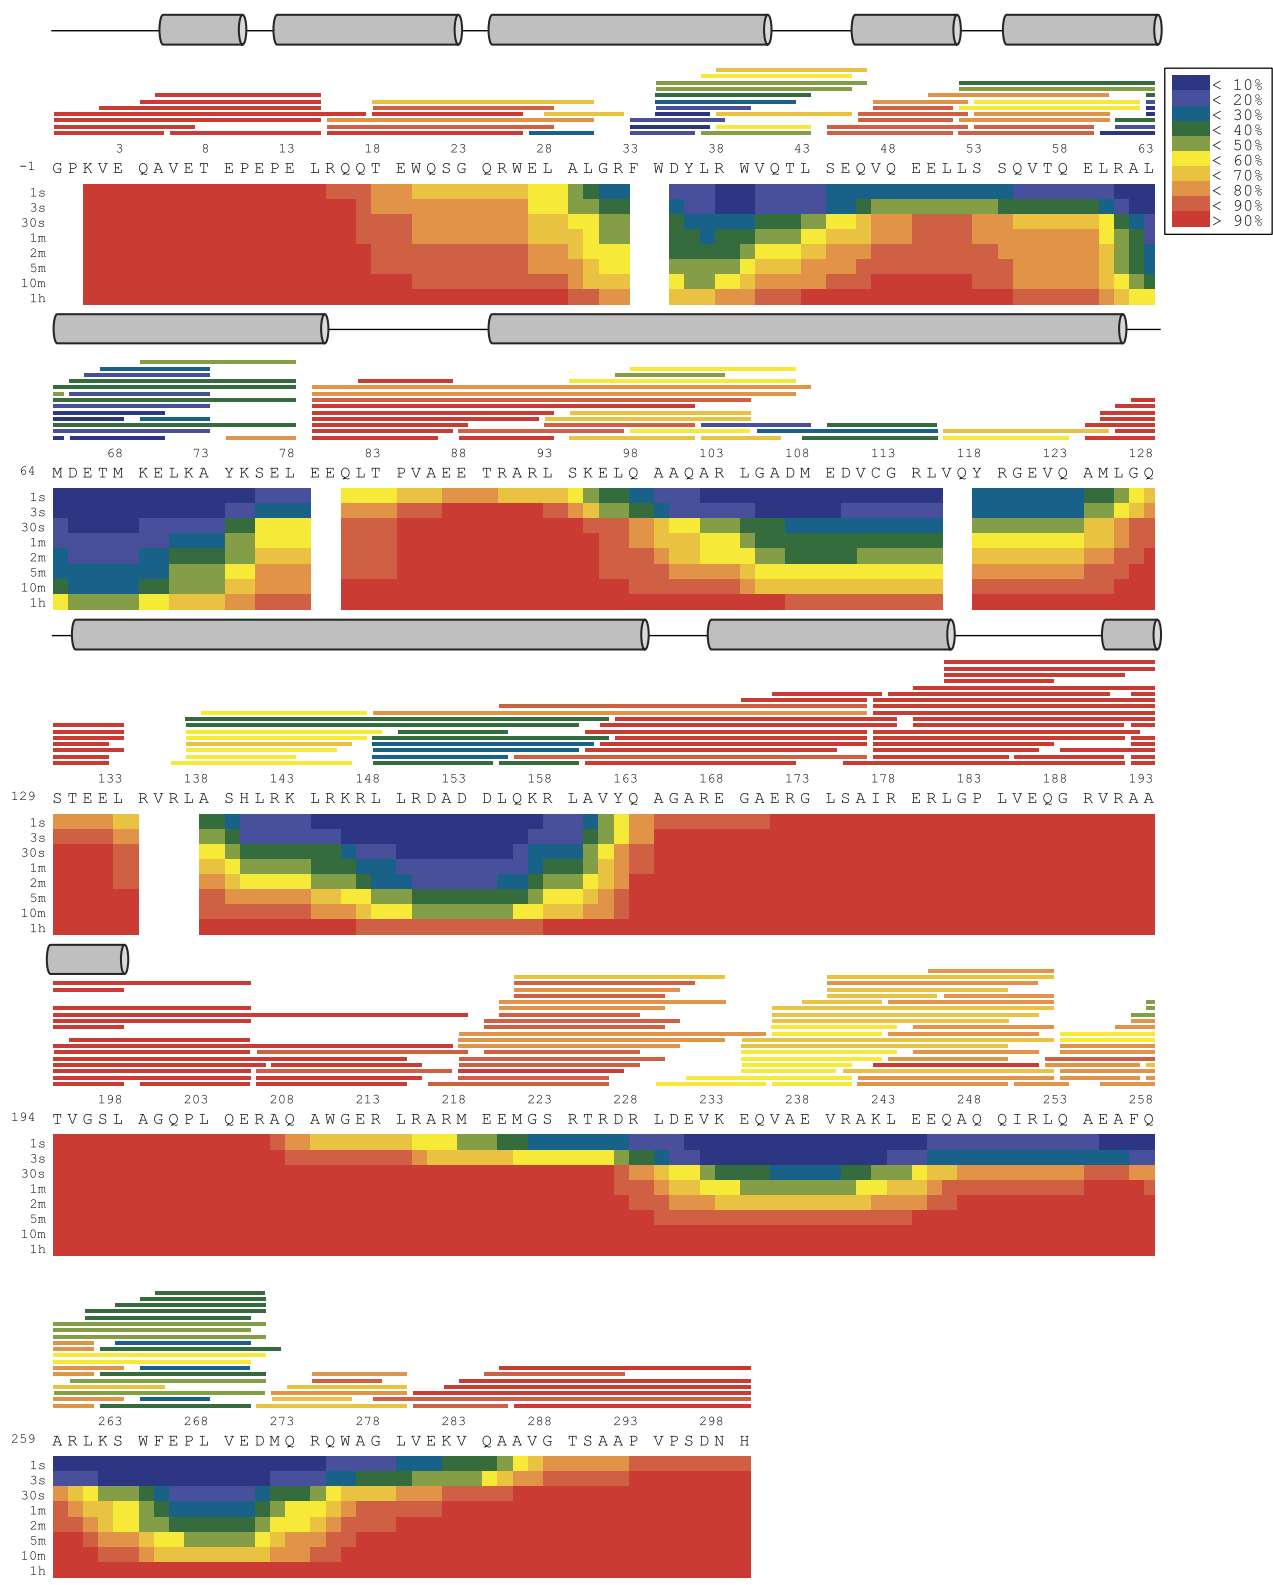 < 10%
< 20%
< 30%
< 40%
< 50%
< 60%
< 70%
< 80%
< 90%
> 90%
3 8 13 18 23 28 33 38 43 48 53 58 63
-1 GPKVE QAVET EPEPE LRQQT EWQSG QRWEL ALGRF WDYLR WVQTL SEQVQ EELLS SQVTQ ELRAL
1s
3s
30s
1m
2m
5m
10m
1h
68 73 78 83 88 93 98 103 108 113 118 123 128
64 MDETM KELKA YKSEL EEQLT PVAEE TRARL SKELQ AAQAR LGADM EDVCG RLVQY RGEVQ AMLGQ
1s
3s
30s
1m
2m
5m
10m
1h
133 138 143 148 153 158 163 168 173 178 183 188 193
129 STEEL RVRLA SHLRK LRKRL LRDAD DLQKR LAVYQ AGARE GAERG LSAIR ERLGP LVEQG RVRAA
1s
3s
30s
1m
2m
5m
10m
1h
198 203 208 213 218 223 228 233 238 243 248 253 258
194 TVGSL AGQPL QERAQ AWGER LRARM EEMGS RTRDR LDEVK EQVAE VRAKL EEQAQ QIRLQ AEAFQ
1s
3s
30s
1m
2m
5m
10m
1h
263 268 273 278 283 288 293 298
259 ARLKS WFEPL VEDMQ RQWAG LVEKV QAAVG TSAAP VPSDN H
1s
3s
30s
1m
2m
5m
10m
1h